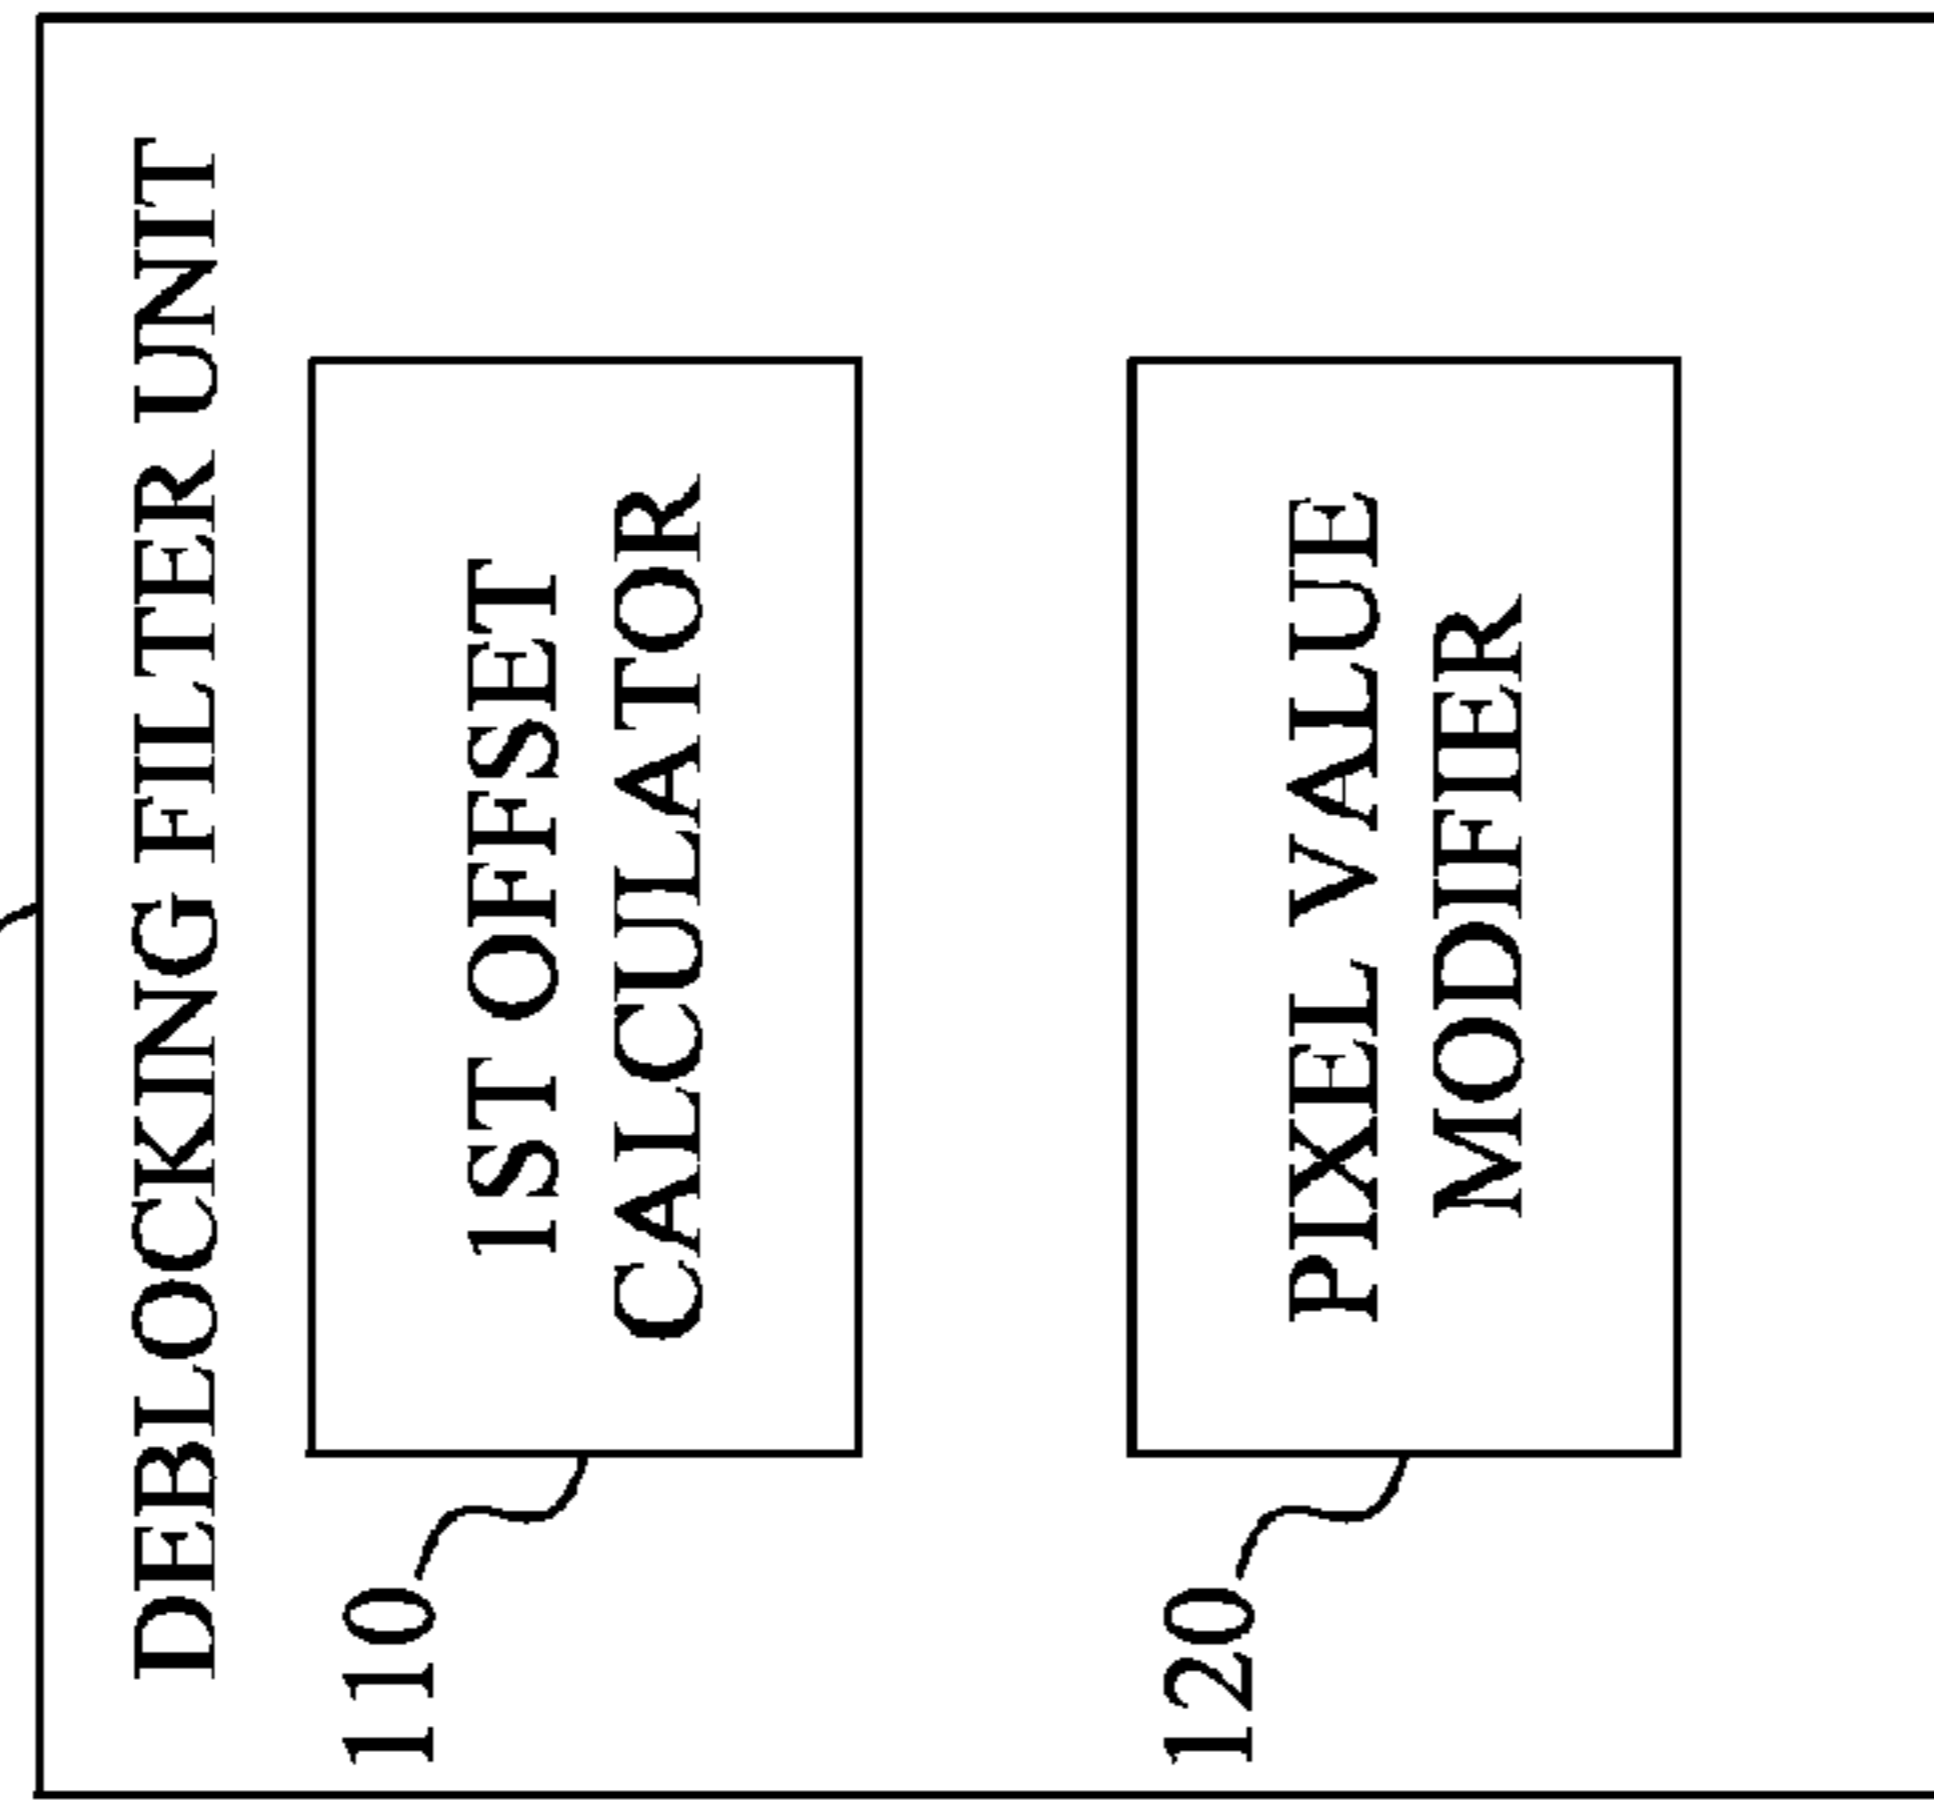 DEBLOCKING FILTER UNIT
110
1ST OFFSET
CALCULATOR
120
PIXEL VALUE
MODIFIER